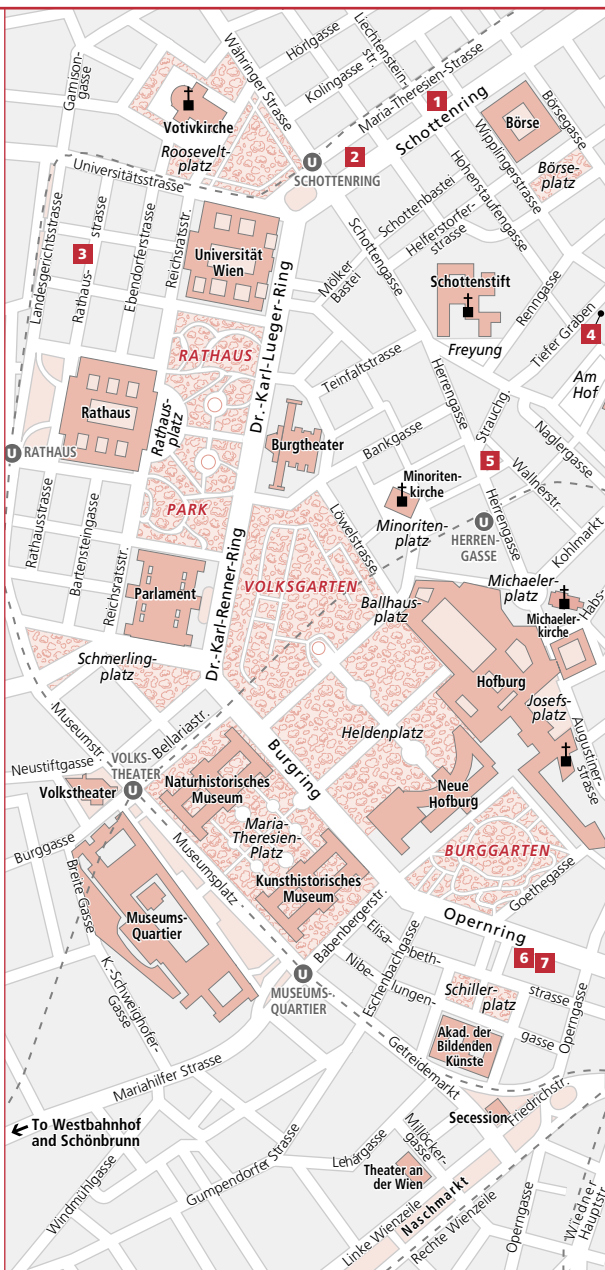 Garnison-
gasse
Währinger Strasse
Hörlgasse
Liechtenstein-
str.
Kolingasse
Maria-Theresien-Strasse
1
Schottenring
Börse
Börsegasse
Votivkirche
Roosevelt-
platz
U
SCHOTTENRING
2
Wipplingerstrasse
Börse-
platz
Universitätsstrasse
Hohenstaufengasse
Schottenbastei
Helferstorfer-
strasse
Landesgerichtsstrasse
3
Rathaus-
strasse
Ebendorferstrasse
Reichsratsstr.
Universität
Wien
Schottengasse
Mölker
Bastei
Schottenstift
Renngasse
Tiefer Graben
4
Freyung
Am
Hof
RATHAUS
Dr.-Karl-Lueger-Ring
Teinfaltstrasse
Herrengasse
Strauchg.
Rathaus
Rathaus-
platz
Burgtheater
Bankgasse
5
Naglergasse
Wallnerstr.
U
RATHAUS
Minoriten-
kirche
Minoriten-
platz
U
HERREN-
GASSE
Herrengasse
Kohlmarkt
PARK
Löwelstrasse
Rathausstrasse
Bartensteingasse
Reichsratsstr.
Parlament
Dr.-Karl-Renner-Ring
VOLKSGARTEN
Ballhaus-
platz
Michaeler-
platz
Michaeler-
kirche
Habs-
Schmerling-
platz
Hofburg
Josefs-
platz
Augustiner-
strasse
Museumstr.
Bellariastr.
Heldenplatz
Burgring
Neustiftgasse
VOLKS-
THEATER
U
Volkstheater
Naturhistorisches
Museum
Neue
Hofburg
Maria-
Theresien-
Platz
Burggasse
Breite Gasse
Museumsplatz
BURGGARTEN
Kunsthistorisches
Museum
Goethegasse
Museums-
Quartier
Opernring
Babenbergerstr.
Elisa-
beth-
strasse
Eschenbachgasse
6
7
U
MUSEUMS-
QUARTIER
Nibe-
lungen-
gasse
Schiller-
platz
Operngasse
K.-Schweighofer-
Gasse
Akad. der
Bildenden
Künste
Getreidemarkt
Mariahilfer Strasse
Secession
Friedrichstr.
To Westbahnhof
and Schönbrunn
Millöcker-
gasse
Lehárgasse
Theater an
der Wien
Gumpendorfer Strasse
Windmühlgasse
Linke Wienzeile
Naschmarkt
Rechte Wienzeile
Operngasse
Wiedner
Hauptstr.